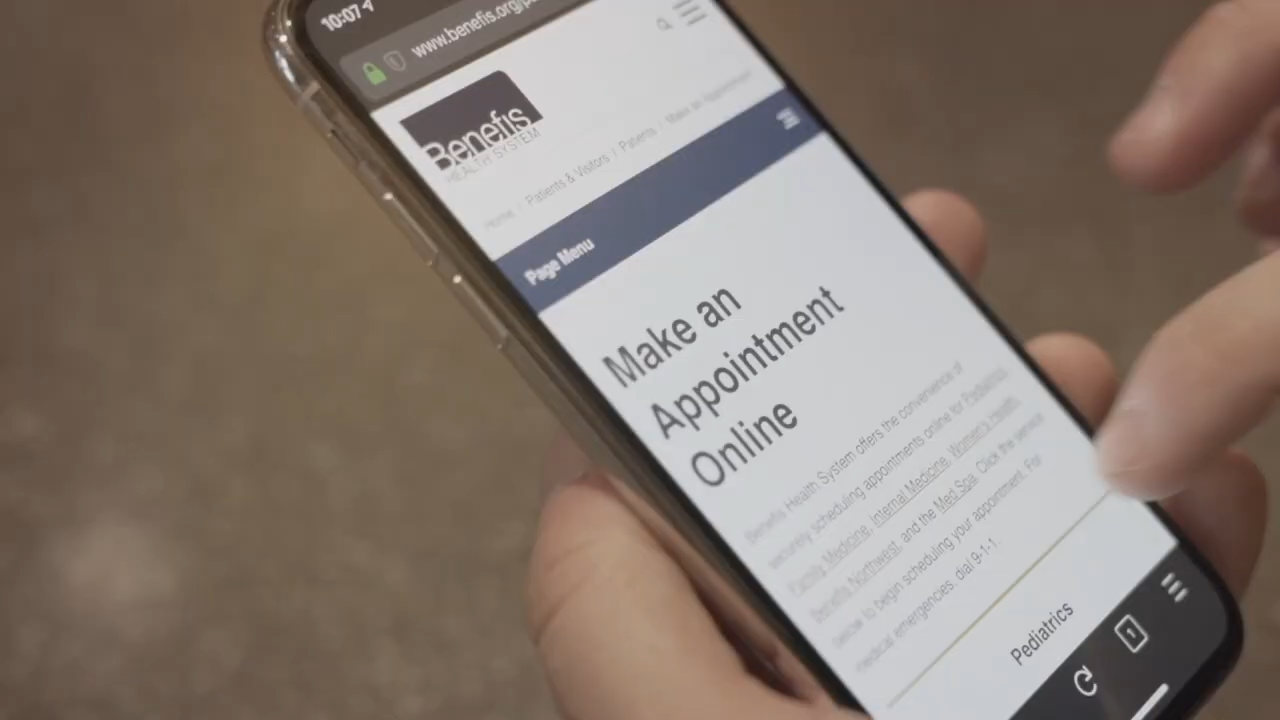 10:07
www.benefis.org/p
Benefis
HEALTH SYSTEM
Home / Patients & Visitors / Patients / Make an Appointment
Page Menu
Make an
Appointment
Online
Benefis Health System offers the convenience of
securely scheduling appointments online for Pediatrics,
Family Medicine, Internal Medicine, Women's Health,
Benefis Northwest, and the Med Spa. Click the service
below to begin scheduling your appointment. For
medical emergencies, dial 9-1-1.
Pediatrics
1